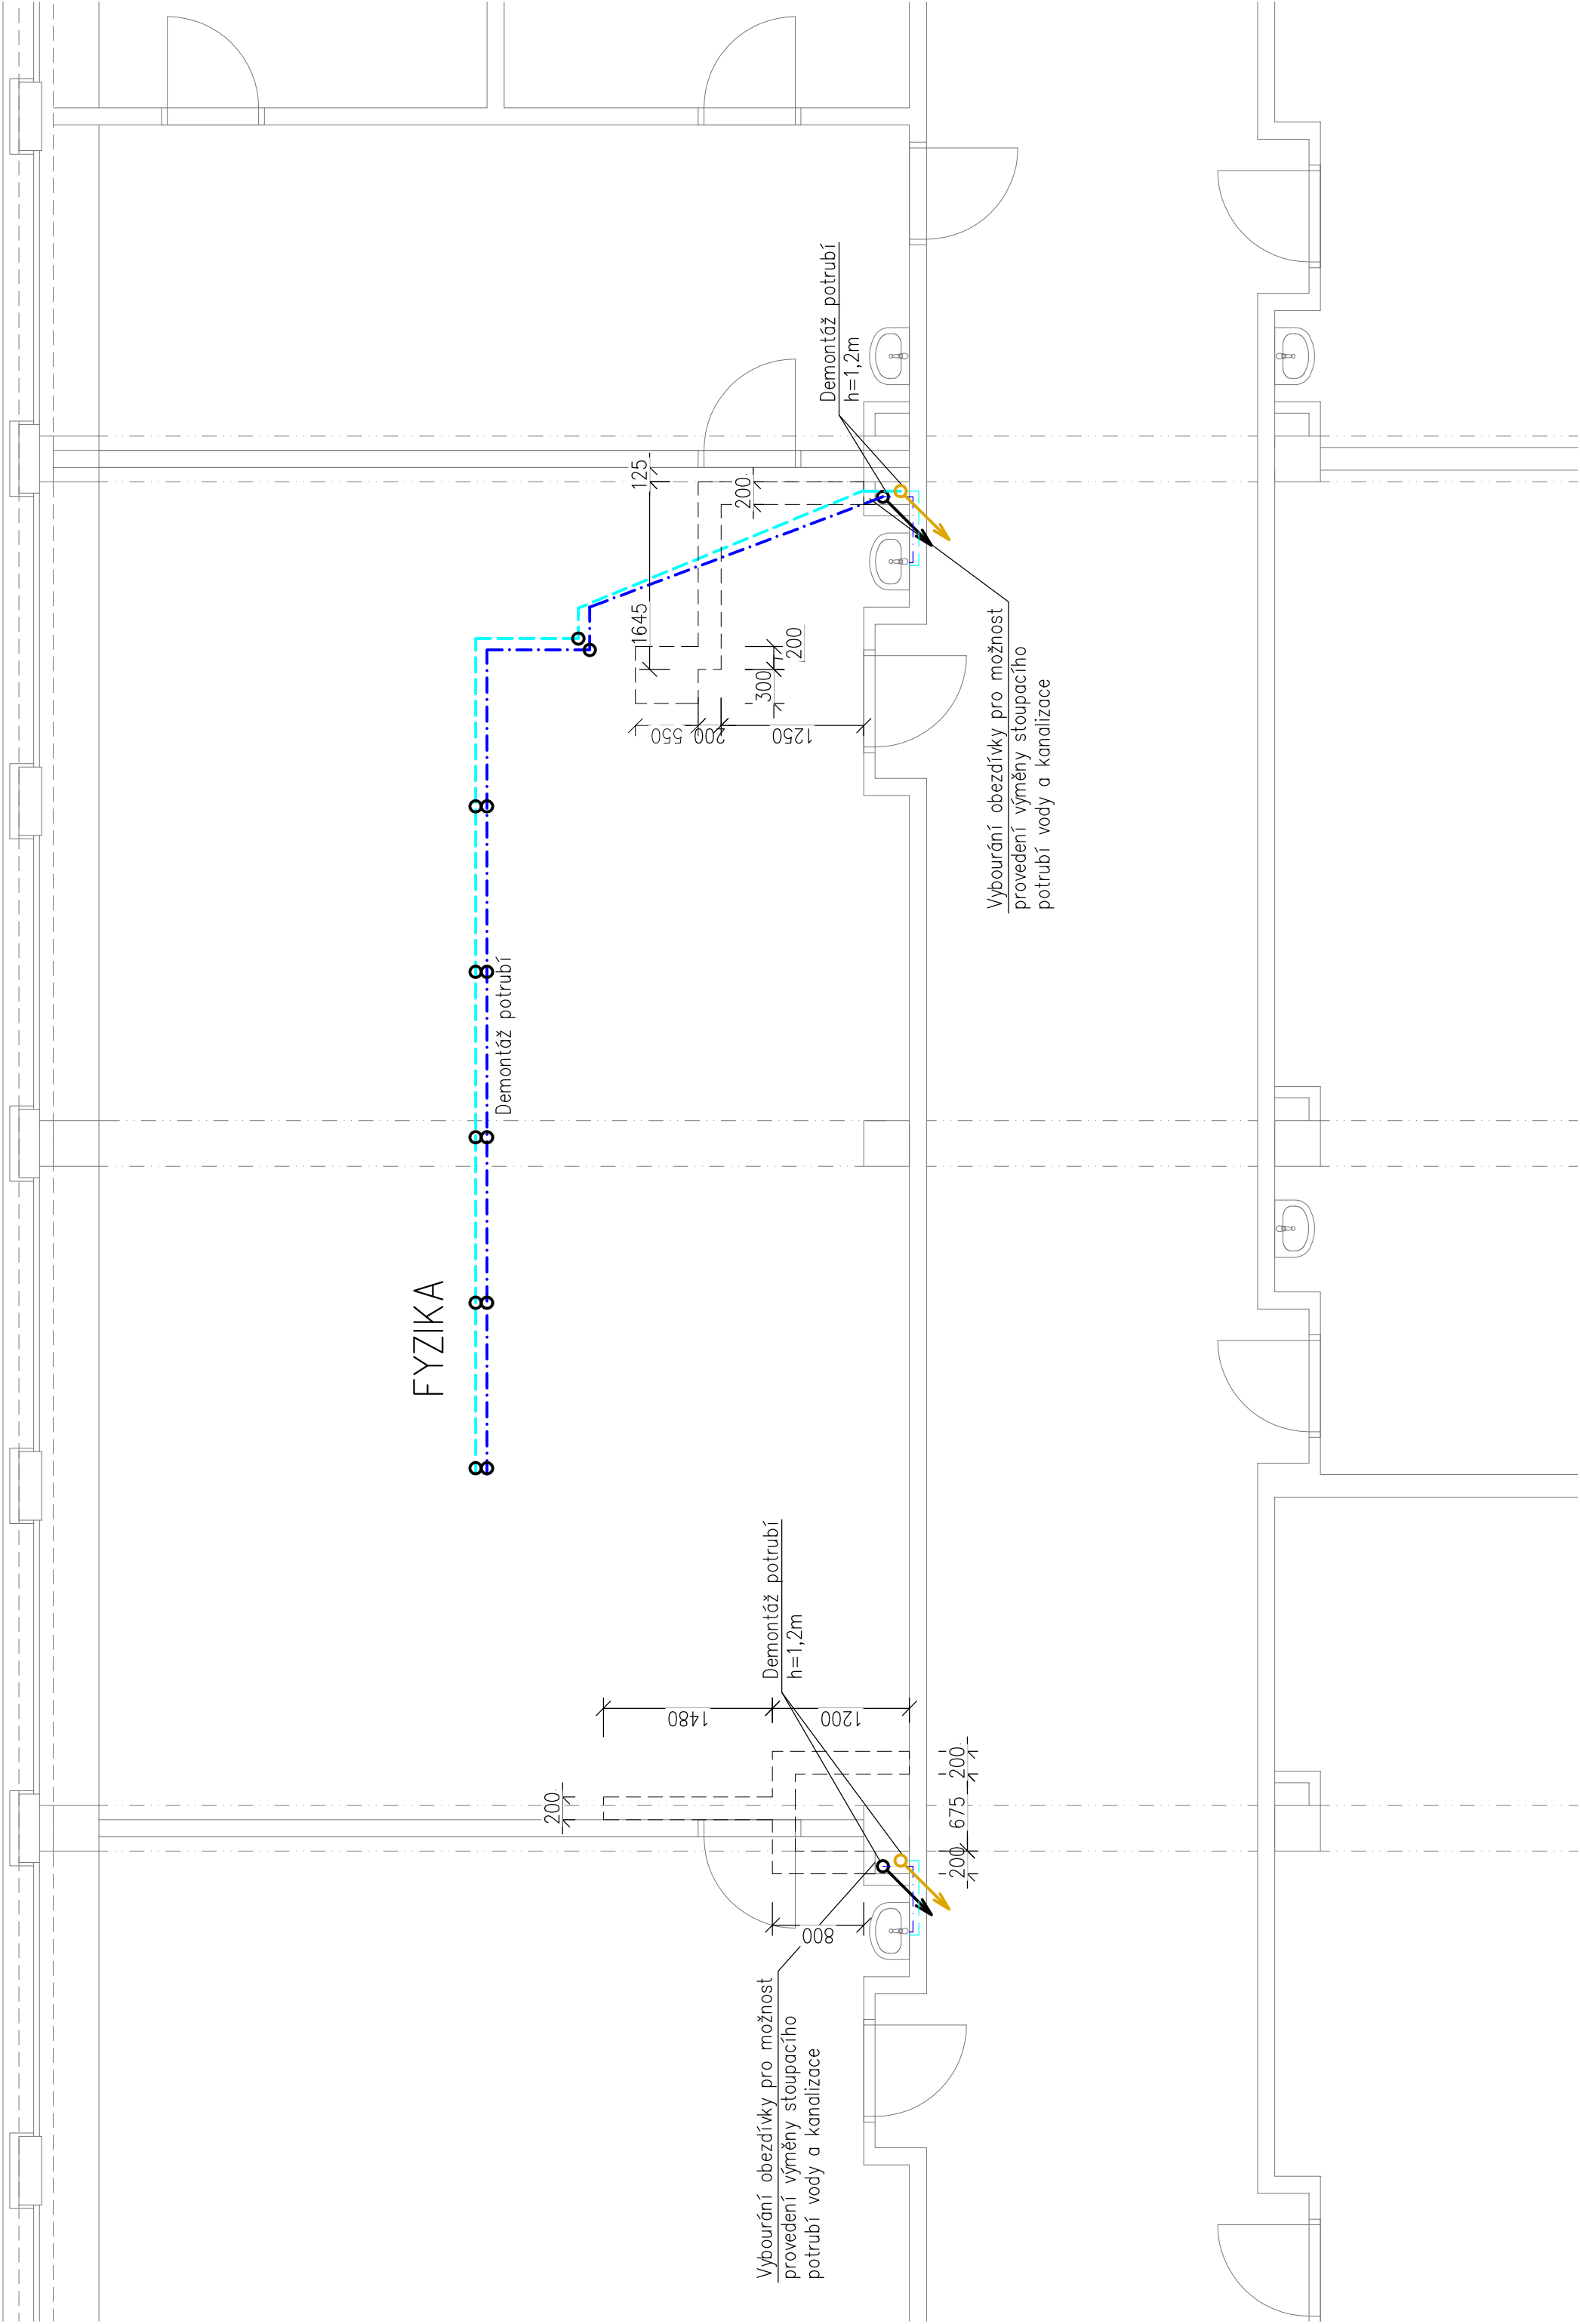 FYZIKA
Demontáž potrubí
Demontáž potrubí
h=1,2m
Vybourání obezdívky pro možnost
provedení výměny stoupacího
potrubí vody a kanalizace
125
200
1645
200
300
550
200
1250
Demontáž potrubí
h=1,2m
Vybourání obezdívky pro možnost
provedení výměny stoupacího
potrubí vody a kanalizace
1480
1200
200
200
675
200
800